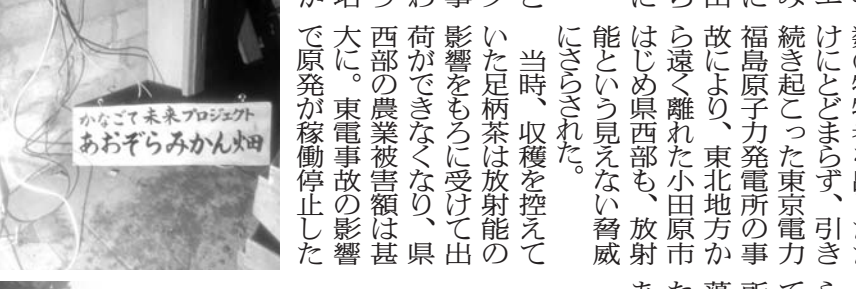 けにとどまらず、引き
続き起こった東京電力
福島原子力発電所の事
故により、東北地方か
ら遠く離れた小田原市
はじめ県西部も、放射
能という見えない脅威
にさらされた。
当時、収穫を控えて
いた足柄茶は放射能の
影響をもろに受けて出
荷ができなくなり、県
西部の農業被害額は甚
大に。東電事故の影響
で原発が稼働停止した
かなごて未来プロジェクト
あおぞらみかん畑